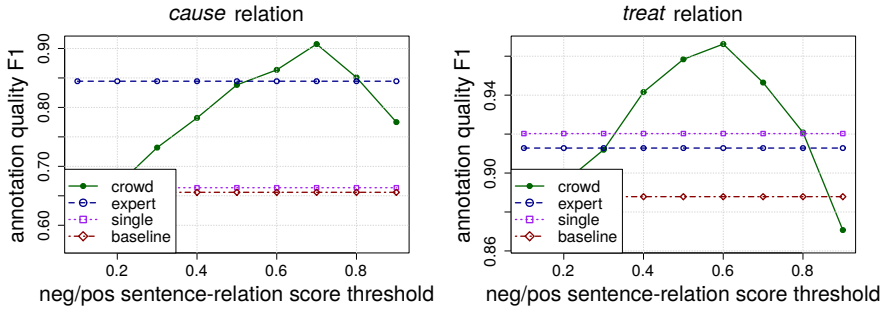 cause relation
annotation quality F1
0.90
0.80
0.70
0.60
crowd
expert
single
baseline
0.2
0.4
0.6
0.8
neg/pos sentence-relation score threshold
treat relation
annotation quality F1
0.94
0.90
0.86
crowd
expert
single
baseline
0.2
0.4
0.6
0.8
neg/pos sentence-relation score threshold